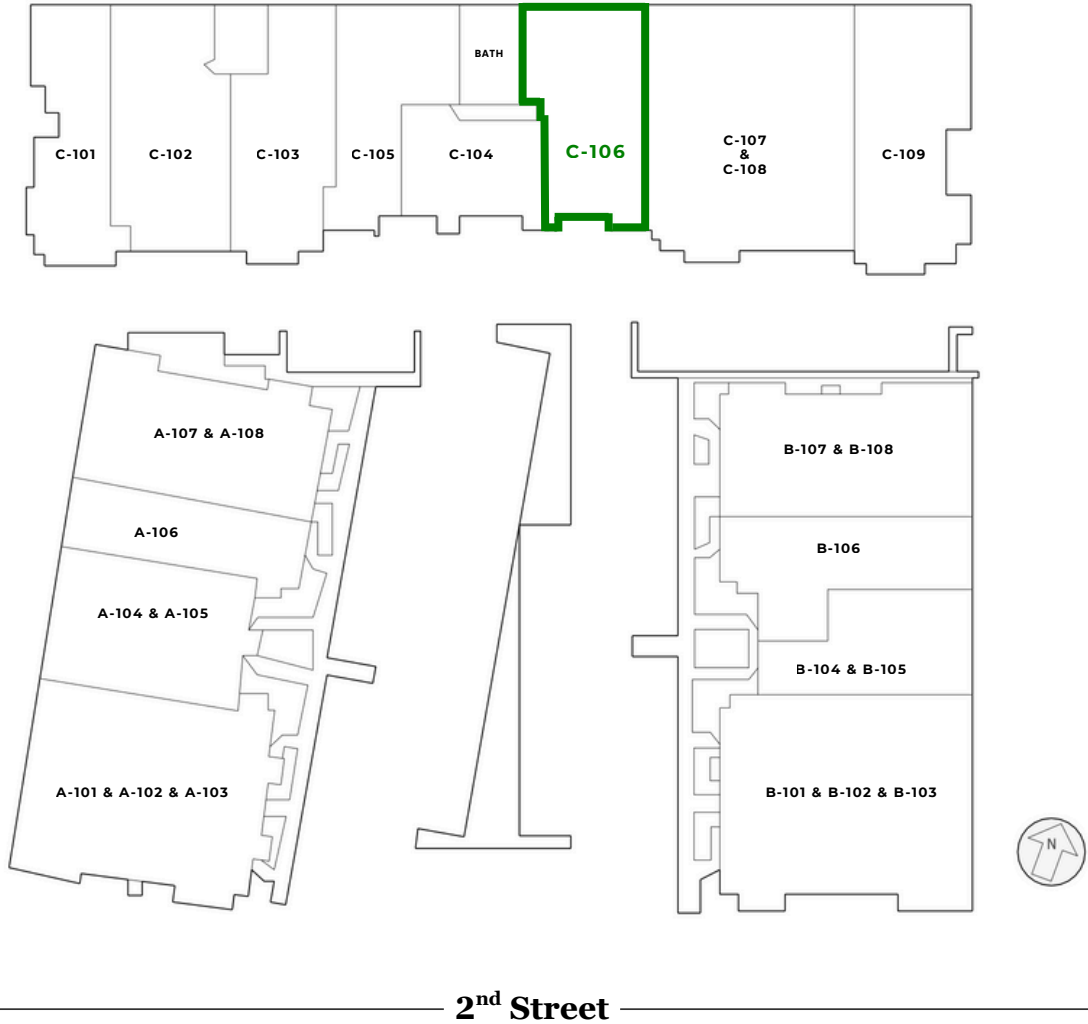 BATH
C-101
C-102
C-103
C-105
C-104
C-106
C-107
&
C-108
C-109
A-107 & A-108
A-106
A-104 & A-105
A-101 & A-102 & A-103
B-107 & B-108
B-106
B-104 & B-105
B-101 & B-102 & B-103
N
2nd Street